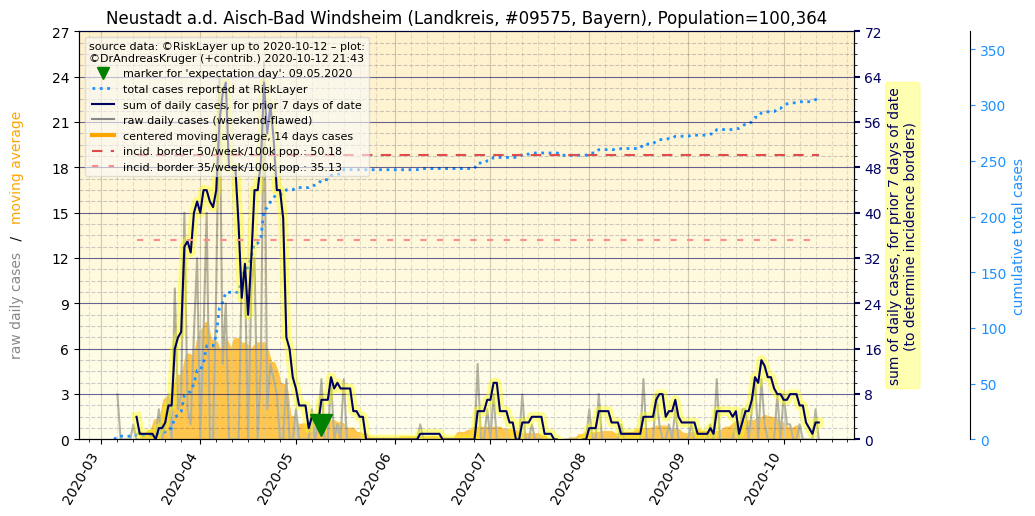 Neustadt a.d. Aisch-Bad Windsheim (Landkreis, #09575, Bayern), Population=100,364
source data: ©RiskLayer up to 2020-10-12 – plot:
©DrAndreasKruger (+contrib.) 2020-10-12 21:43
marker for 'expectation day': 09.05.2020
total cases reported at RiskLayer
sum of daily cases, for prior 7 days of date
raw daily cases (weekend-flawed)
centered moving average, 14 days cases
incid. border 50/week/100k pop.: 50.18
incid. border 35/week/100k pop.: 35.13
raw daily cases / moving average
27
24
21
18
15
12
9
6
3
0
72
64
56
48
40
32
24
16
8
0
sum of daily cases, for prior 7 days of date
(to determine incidence borders)
350
300
250
200
150
100
50
0
cumulative total cases
2020-03
2020-04
2020-05
2020-06
2020-07
2020-08
2020-09
2020-10